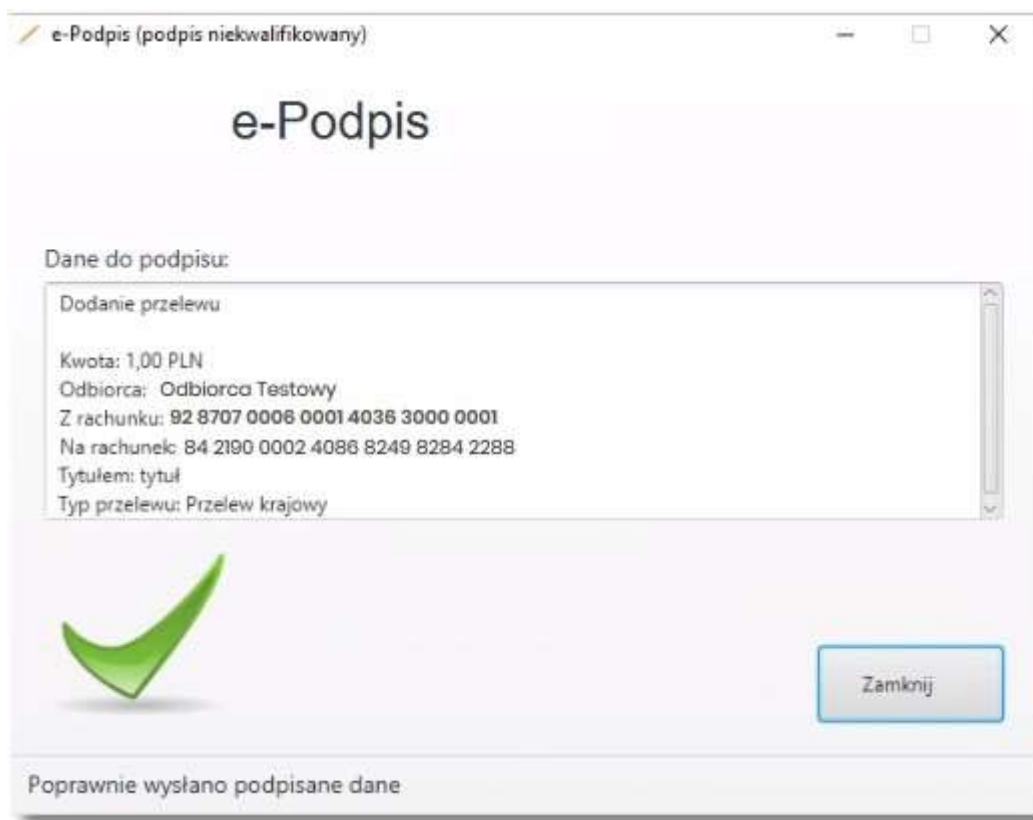 e-Podpis (podpis niekwalifikowany)
e-Podpis
Dane do podpisu:
Dodanie przelewu
Kwota: 1,00 PLN
Odbiorca: Odbiorca Testowy
Z rachunku: 92 8707 0006 0001 4036 3000 0001
Na rachunek: 84 2190 0002 4086 8249 8284 2288
Tytułem: tytuł
Typ przelewu: Przelew krajowy
Zamknij
Poprawnie wysłano podpisane dane